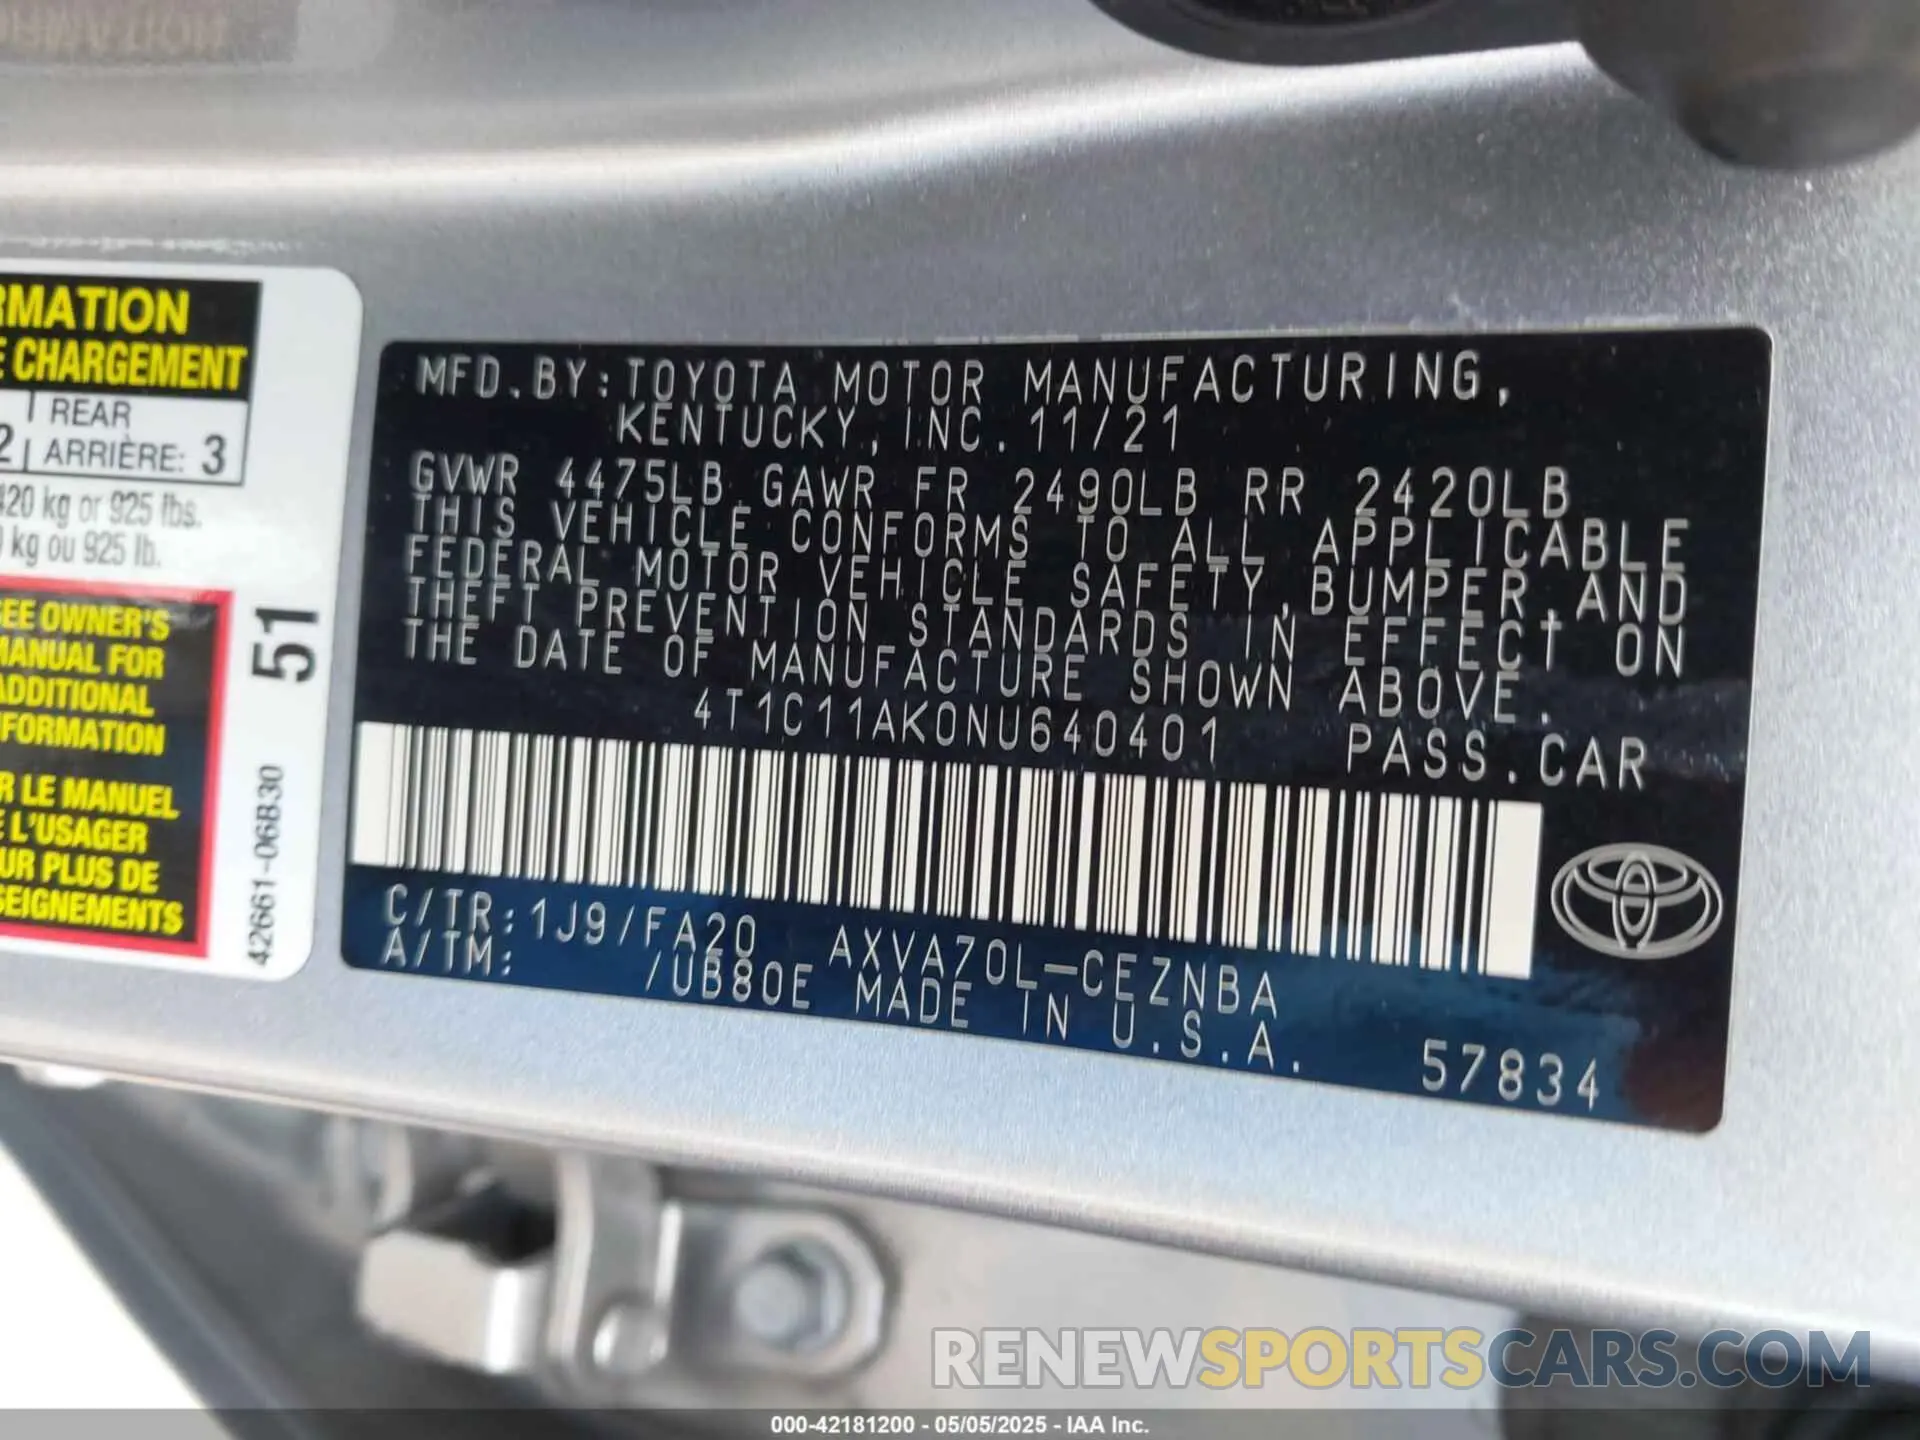 RMATION
E CHARGEMENT
2 REAR
ARRIÈRE: 3
420 kg or 925 lbs.
kg ou 925 lb.
SEE OWNER'S
MANUAL FOR
ADDITIONAL
INFORMATION
R LE MANUEL
L'USAGER
UR PLUS DE
SEIGNEMENTS
51
42661-06B30
MFD.BY:TOYOTA MOTOR MANUFACTURING,
KENTUCKY, INC. 11/21
GVWR 4475LB GAWR FR 2490LB RR 2420LB
THIS VEHICLE CONFORMS TO ALL APPLICABLE
FEDERAL MOTOR VEHICLE SAFETY,BUMPER,AND
THEFT PREVENTION STANDARDS IN EFFECT ON
THE DATE OF MANUFACTURE SHOWN ABOVE.
4T1C11AK0NU640401 PASS.CAR
C/TR:1J9/FA20 AXVA70L-CEZNBA
A/TM: /UB80E MADE IN U.S.A.
57834
RENEWSPORTSCARS.COM
000-42181200 - 05/05/2025 - IAA Inc.